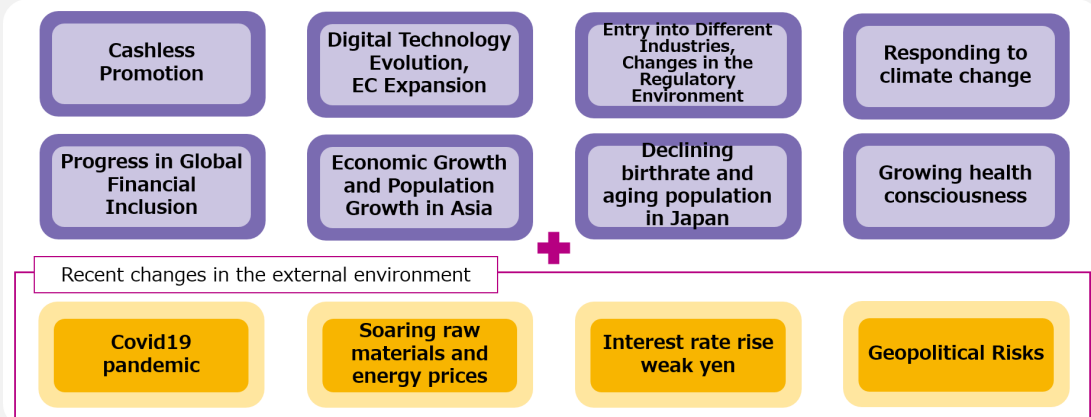 Cashless
Promotion
Digital Technology
Evolution,
EC Expansion
Entry into Different
Industries,
Changes in the
Regulatory
Environment
Responding to
climate change
Progress in Global
Financial
Inclusion
Economic Growth
and Population
Growth in Asia
Declining
birthrate and
aging population
in Japan
Growing health
consciousness
Recent changes in the external environment
Covid19
pandemic
Soaring raw
materials and
energy prices
Interest rate rise
weak yen
Geopolitical Risks